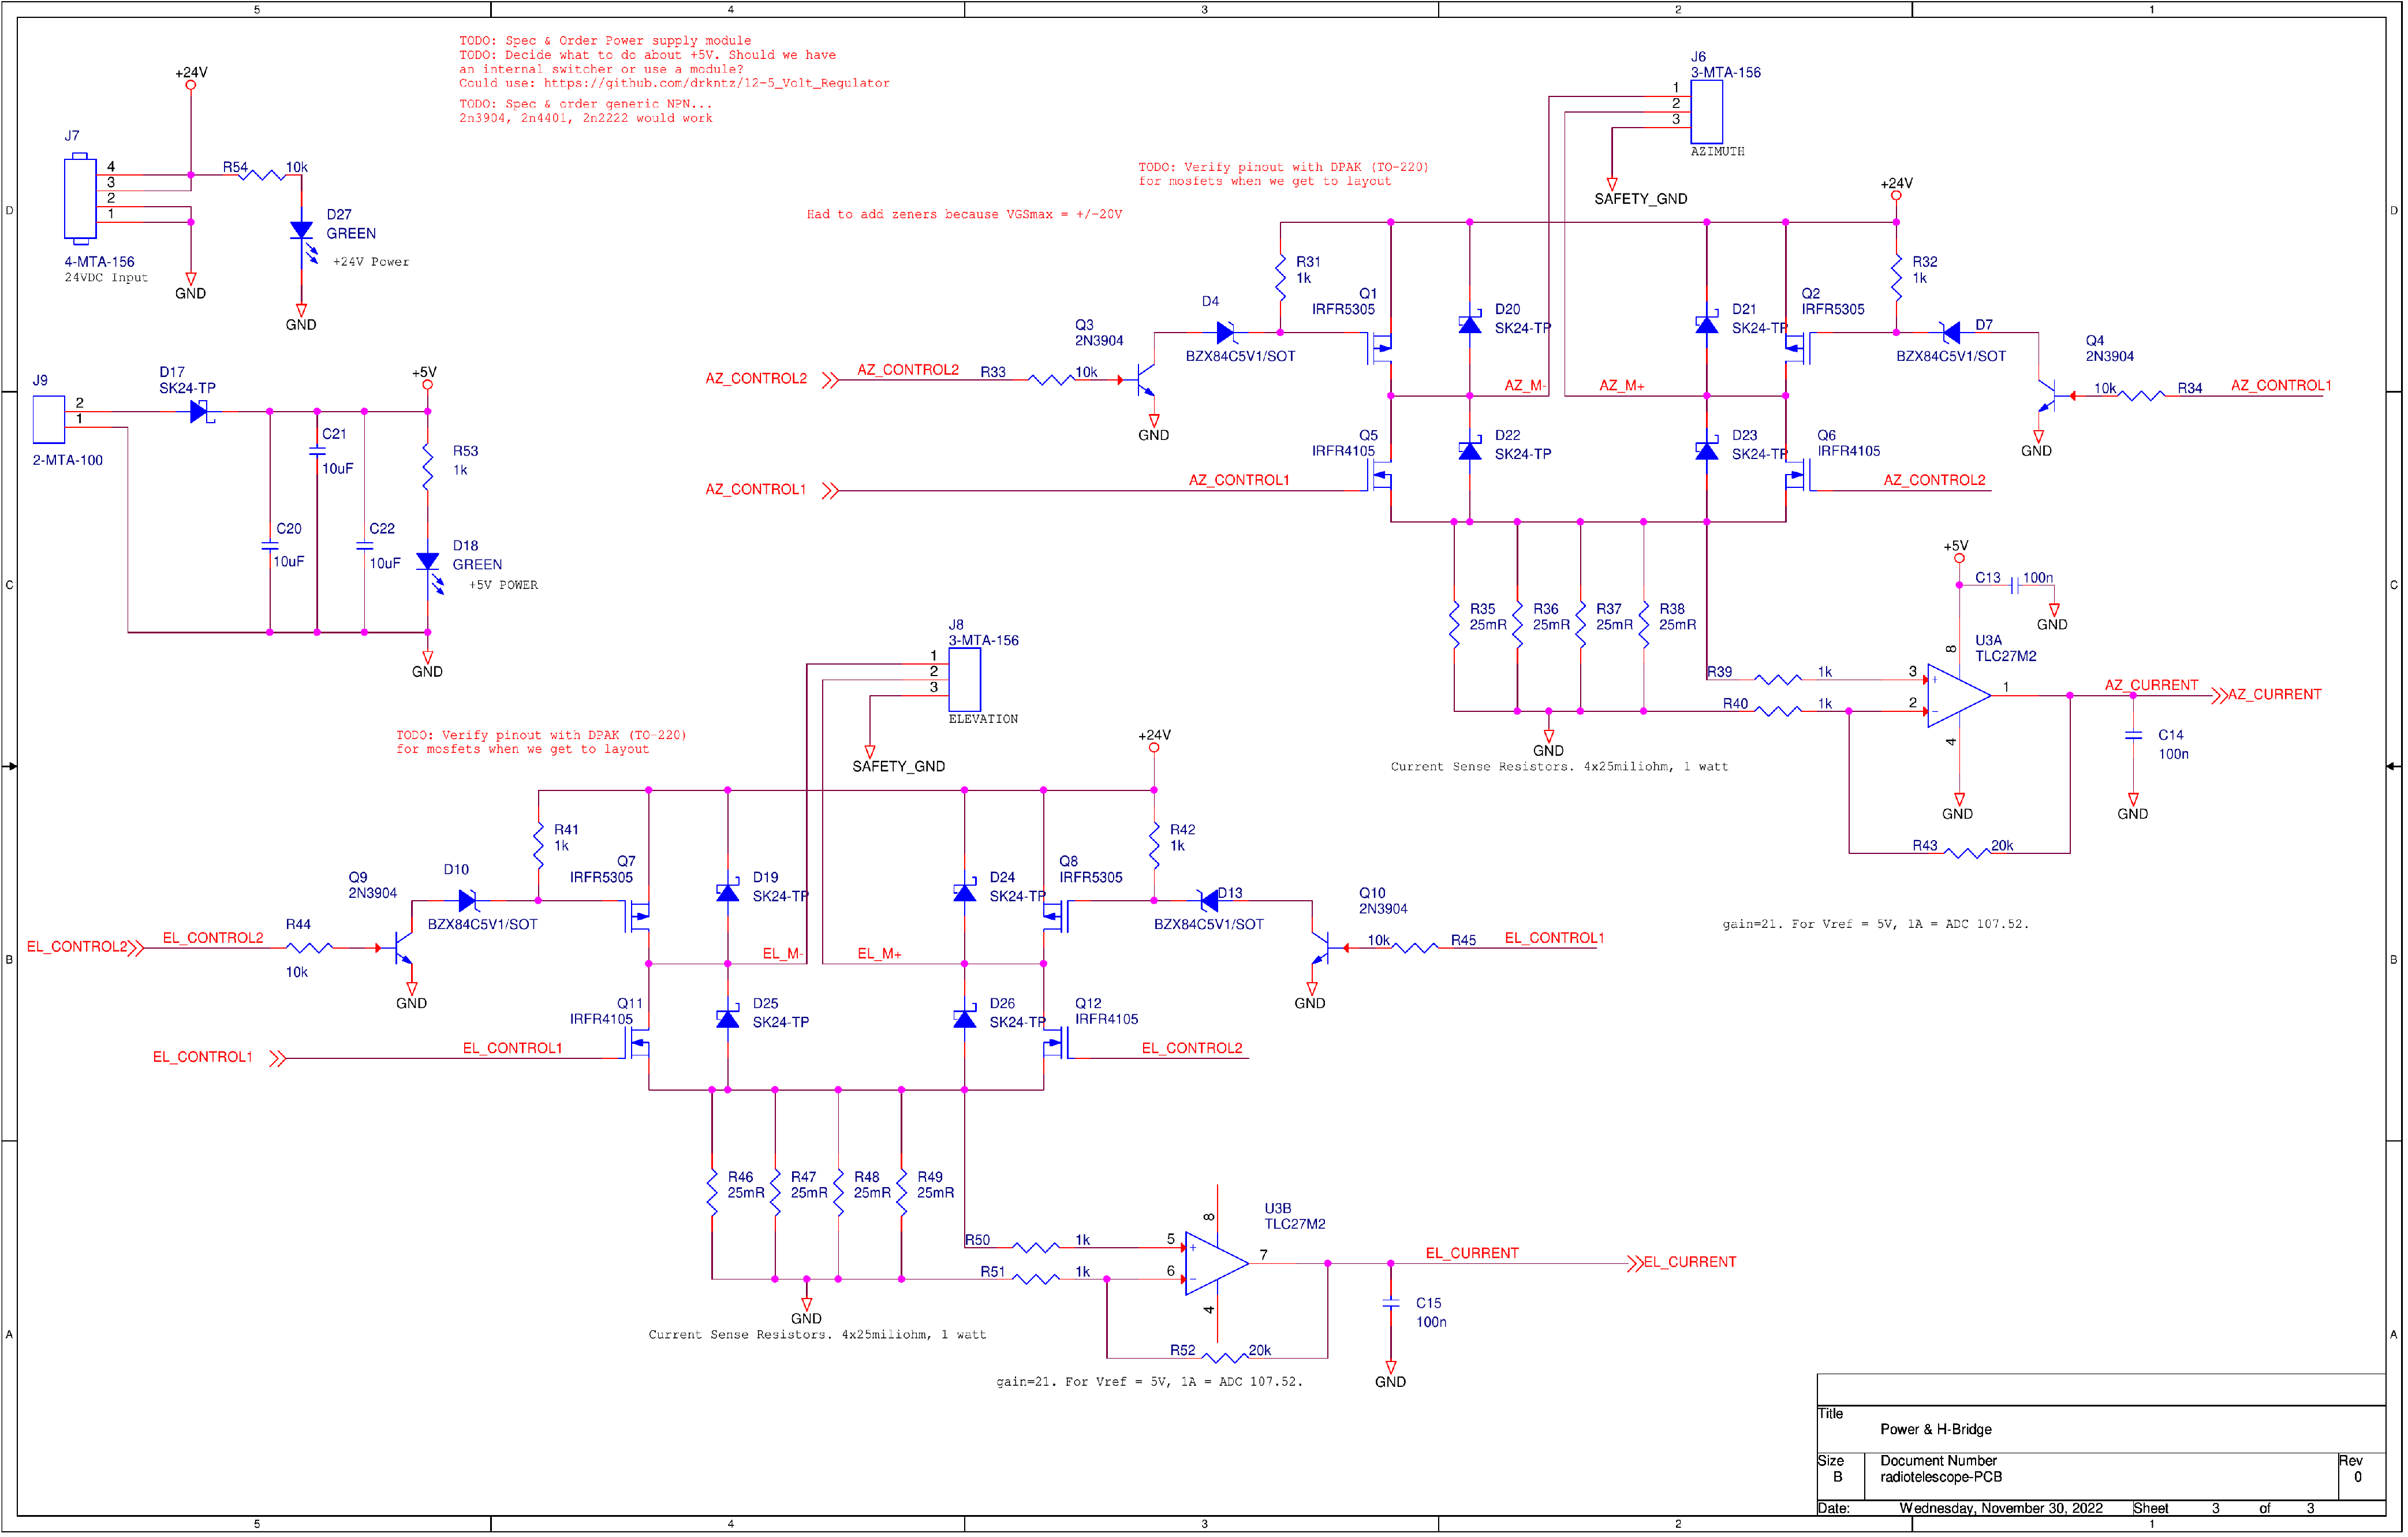 5
4
3
2
1
TODO: Spec & Order Power supply module
TODO: Decide what to do about +5V. Should we have
an internal switcher or use a module?
Could use: https://github.com/drkntz/12-5_Volt_Regulator
TODO: Spec & order generic NPN...
2n3904, 2n4401, 2n2222 would work
+24V
J7
4
3
2
1
4-MTA-156
24VDC Input
GND
R54
10k
D27
GREEN
+24V Power
GND
J6
3-MTA-156
1
2
3
AZIMUTH
SAFETY_GND
TODO: Verify pinout with DPAK (TO-220)
for mosfets when we get to layout
Had to add zeners because VGSmax = +/-20V
+24V
D
D
R31
1k
R32
1k
Q1
IRFR5305
D20
SK24-TP
D21
SK24-TP
Q2
IRFR5305
D4
BZX84C5V1/SOT
D7
BZX84C5V1/SOT
Q3
2N3904
Q4
2N3904
AZ_CONTROL2
AZ_CONTROL2
R33
10k
GND
AZ_M-
AZ_M+
10k
R34
AZ_CONTROL1
GND
Q5
IRFR4105
D22
SK24-TP
D23
SK24-TP
Q6
IRFR4105
AZ_CONTROL1
AZ_CONTROL1
AZ_CONTROL2
J9
2
1
2-MTA-100
D17
SK24-TP
+5V
C21
10uF
R53
1k
C20
10uF
C22
10uF
D18
GREEN
+5V POWER
GND
C
C
R35
25mR
R36
25mR
R37
25mR
R38
25mR
GND
Current Sense Resistors. 4x25miliohm, 1 watt
+5V
C13
100n
GND
U3A
TLC27M2
8
R39
1k
3
+
R40
1k
2
-
1
4
GND
AZ_CURRENT
AZ_CURRENT
C14
100n
GND
R43
20k
gain=21. For Vref = 5V, 1A = ADC 107.52.
J8
3-MTA-156
1
2
3
ELEVATION
SAFETY_GND
TODO: Verify pinout with DPAK (TO-220)
for mosfets when we get to layout
+24V
R41
1k
R42
1k
Q7
IRFR5305
D19
SK24-TP
D24
SK24-TP
Q8
IRFR5305
Q9
2N3904
D10
BZX84C5V1/SOT
D13
BZX84C5V1/SOT
Q10
2N3904
EL_CONTROL2
EL_CONTROL2
R44
10k
GND
EL_M-
EL_M+
10k
R45
EL_CONTROL1
GND
B
B
Q11
IRFR4105
D25
SK24-TP
D26
SK24-TP
Q12
IRFR4105
EL_CONTROL1
EL_CONTROL1
EL_CONTROL2
R46
25mR
R47
25mR
R48
25mR
R49
25mR
GND
Current Sense Resistors. 4x25miliohm, 1 watt
U3B
TLC27M2
8
R50
1k
5
+
R51
1k
6
-
7
4
EL_CURRENT
EL_CURRENT
C15
100n
GND
R52
20k
gain=21. For Vref = 5V, 1A = ADC 107.52.
A
A
Title
Power & H-Bridge
Size
B
Document Number
radiotelescope-PCB
Rev
0
Date:
Wednesday, November 30, 2022
Sheet
3
of
3
5
4
3
2
1